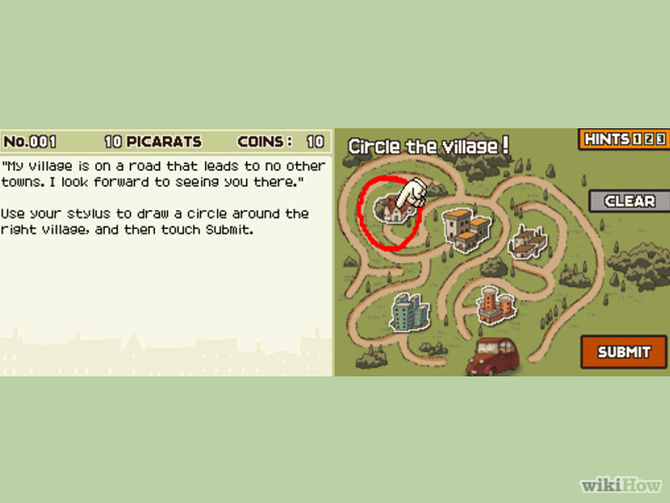 No.001 10 PICARATS COINS: 10
"My village is on a road that leads to no other
towns. I look forward to seeing you there."
Use your stylus to draw a circle around the
right village, and then touch Submit.
Circle the village!
HINTS 1 2 3
CLEAR
SUBMIT
wikiHow